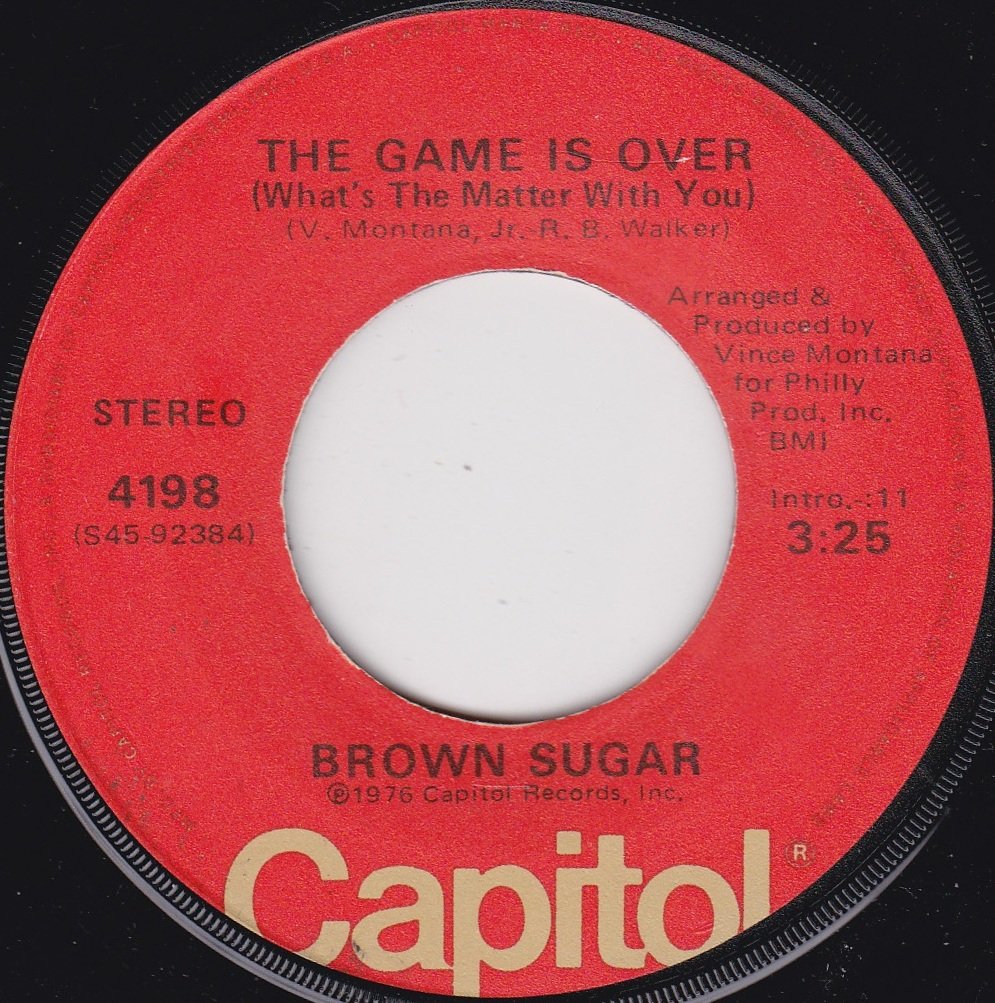 THE GAME IS OVER
(What's The Matter With You)
(V. Montana, Jr.-R. B. Walker)
Arranged &
Produced by
Vince Montana
for Philly
Prod. Inc.
BMI
STEREO
4198
(S45-92384)
Intro.-:11
3:25
BROWN SUGAR
℗1976 Capitol Records, Inc.
Capitol®